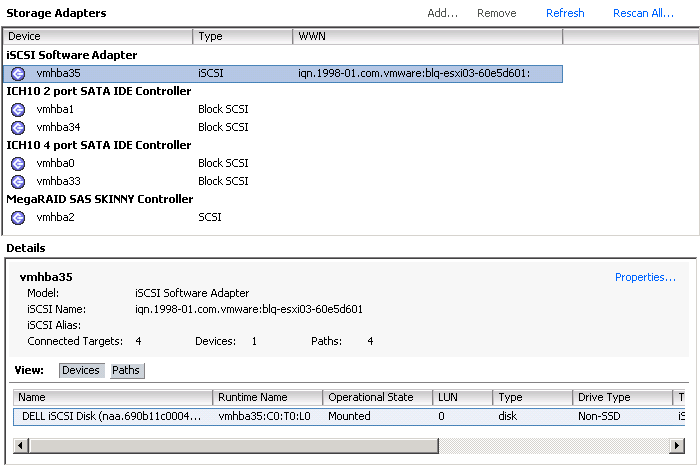 Storage Adapters Add... Remove Refresh Rescan All...
Device Type WWN
iSCSI Software Adapter
vmhba35 iSCSI iqn.1998-01.com.vmware:blq-esxi03-60e5d601:
ICH10 2 port SATA IDE Controller
vmhba1 Block SCSI
vmhba34 Block SCSI
ICH10 4 port SATA IDE Controller
vmhba0 Block SCSI
vmhba33 Block SCSI
MegaRAID SAS SKINNY Controller
vmhba2 SCSI
Details
vmhba35 Properties...
Model: iSCSI Software Adapter
iSCSI Name: iqn.1998-01.com.vmware:blq-esxi03-60e5d601
iSCSI Alias:
Connected Targets: 4 Devices: 1 Paths: 4
View: Devices Paths
Name Runtime Name Operational State LUN Type Drive Type T
DELL iSCSI Disk (naa.690b11c0004... vmhba35:C0:T0:L0 Mounted 0 disk Non-SSD iS